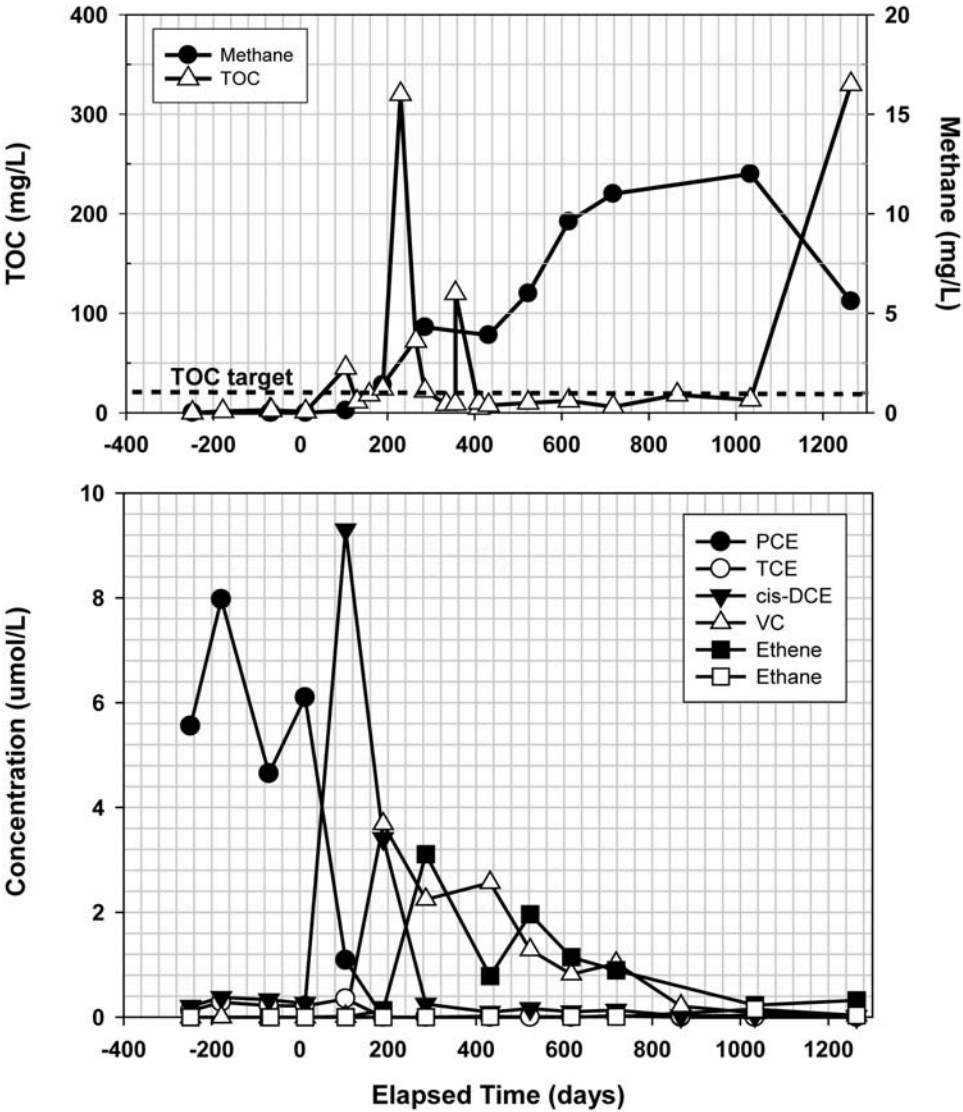 400
20
Methane
TOC
300
15
TOC (mg/L)
Methane (mg/L)
200
10
100
5
TOC target
0
0
-400 -200 0 200 400 600 800 1000 1200
10
PCE
TCE
cis-DCE
VC
Ethene
Ethane
8
6
Concentration (umol/L)
4
2
0
-400 -200 0 200 400 600 800 1000 1200
Elapsed Time (days)